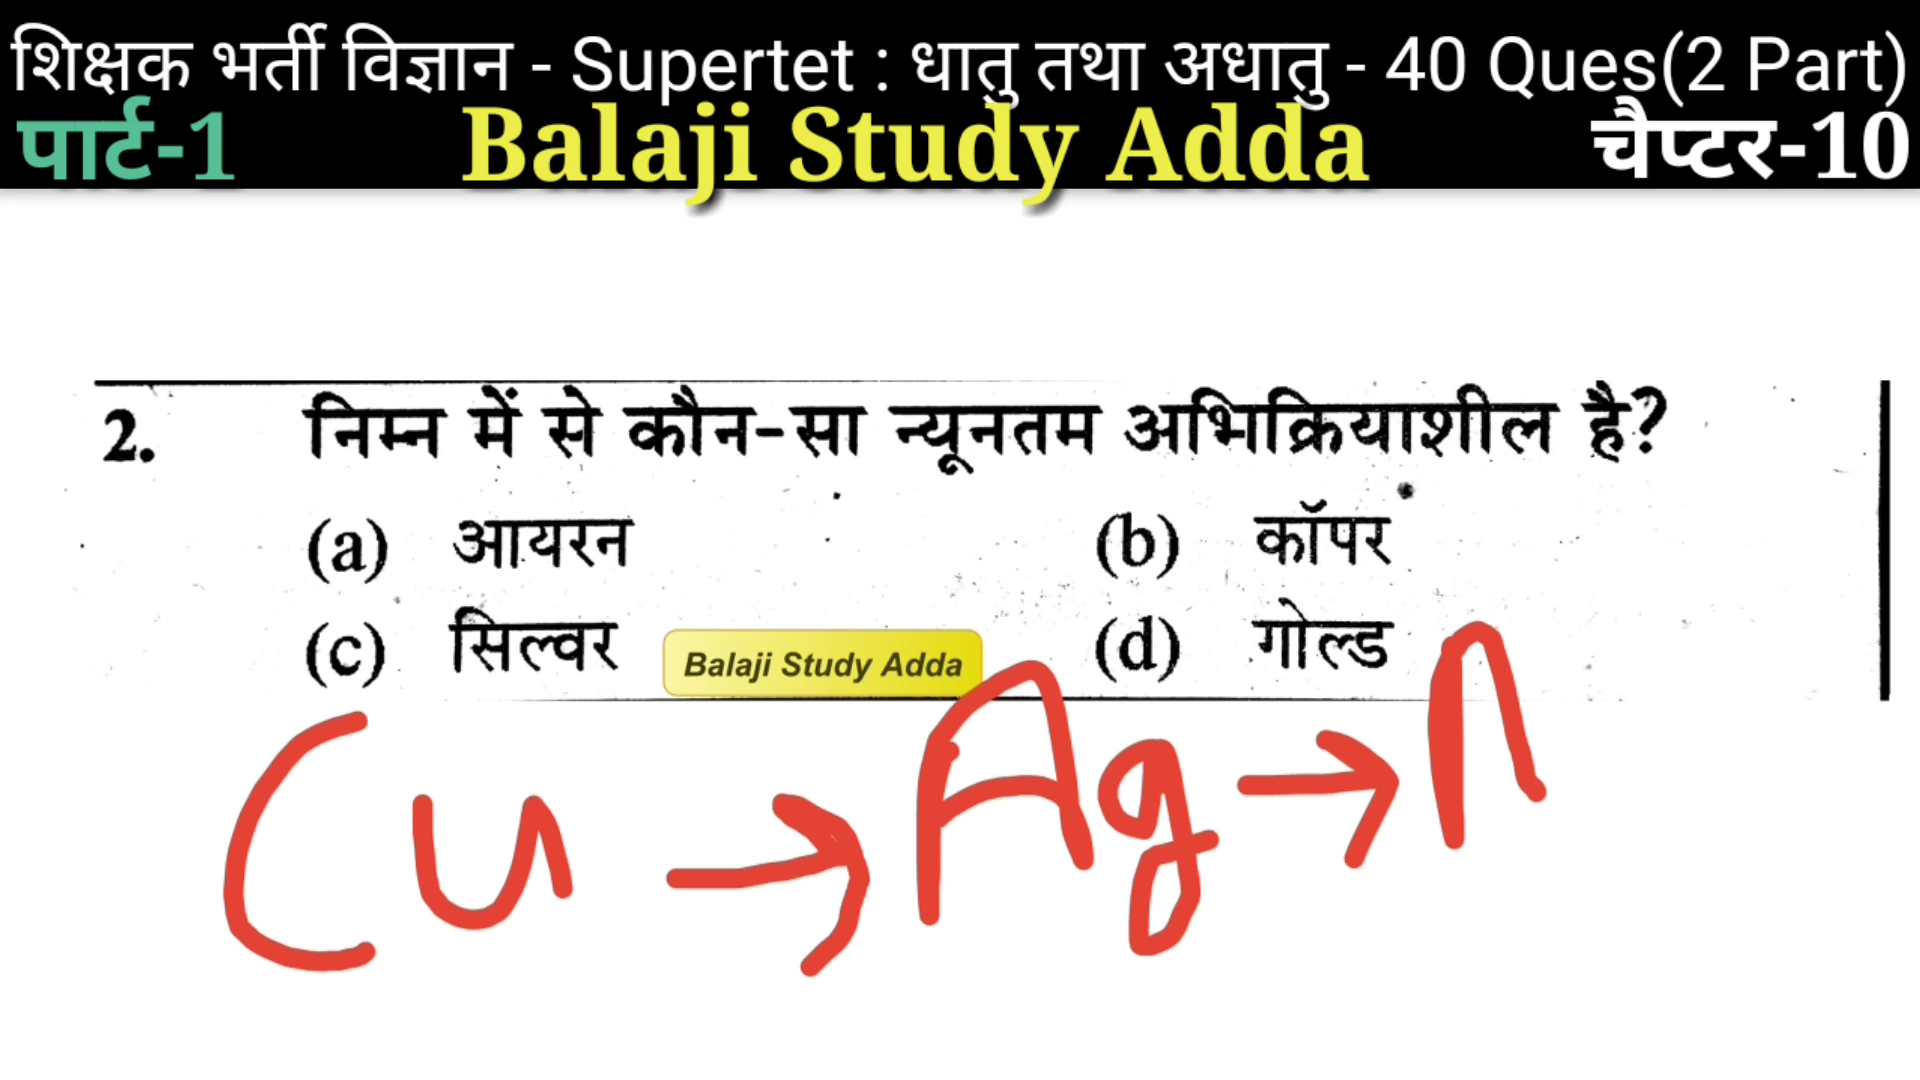 शिक्षक भर्ती विज्ञान - Supertet : धातु तथा अधातु - 40 Ques(2 Part)
पार्ट-1 Balaji Study Adda चैप्टर-10
2. निम्न में से कौन-सा न्यूनतम अभिक्रियाशील है?
(a) आयरन (b) कॉपर
(c) सिल्वर (d) गोल्ड
Balaji Study Adda
Cu → Ag →